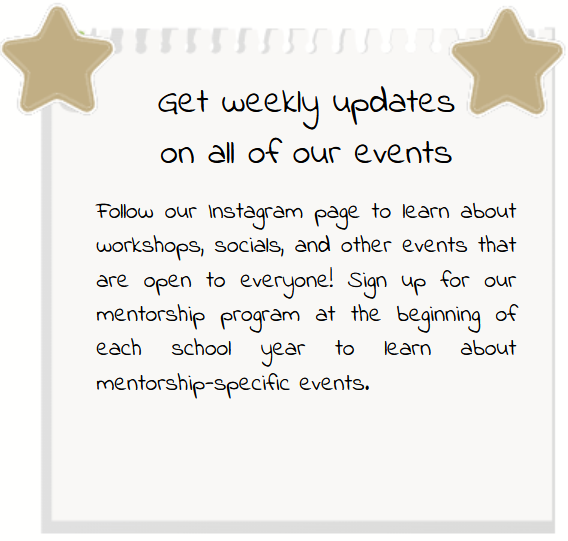 Get weekly updates
on all of our events
Follow our Instagram page to learn about
workshops, socials, and other events that
are open to everyone! Sign up for our
mentorship program at the beginning of
each school year to learn about
mentorship-specific events.